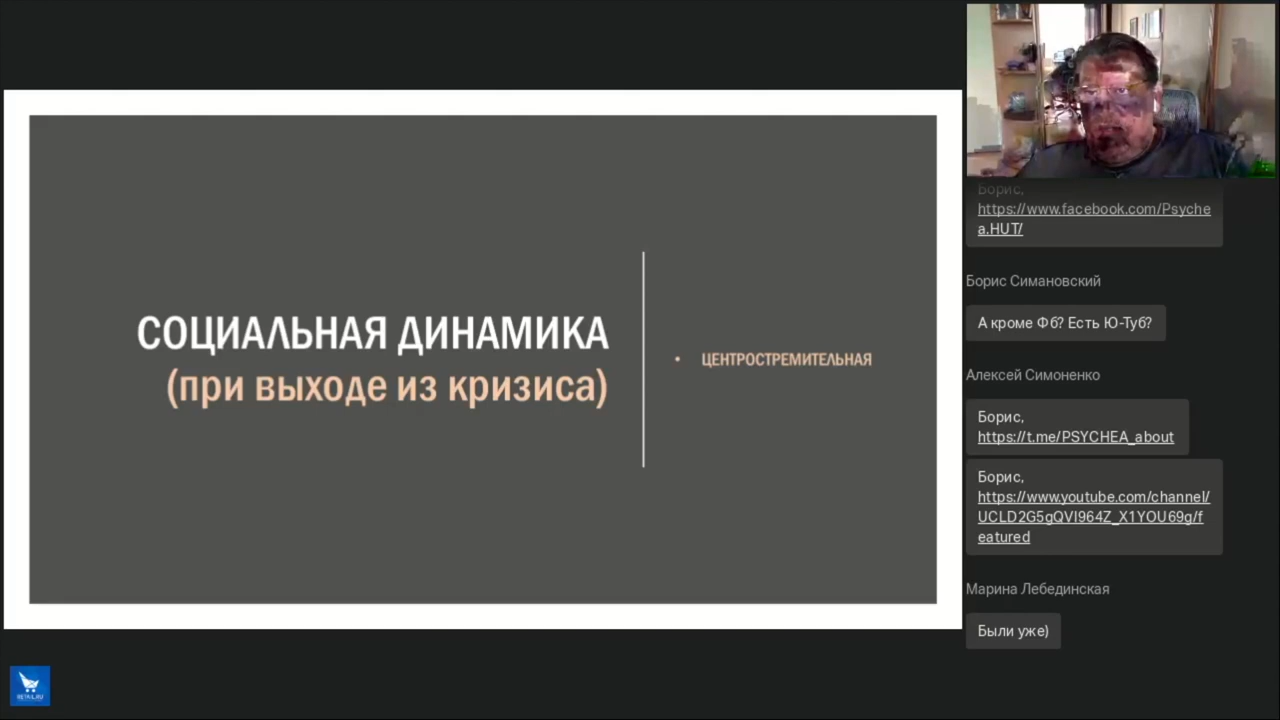 СОЦИАЛЬНАЯ ДИНАМИКА
(при выходе из кризиса)
• ЦЕНТРОСТРЕМИТЕЛЬНАЯ
Борис,
https://www.facebook.com/Psyche
a.HUT/
Борис Симановский
А кроме Фб? Есть Ю-Туб?
Алексей Симоненко
Борис,
https://t.me/PSYCHEA_about
Борис,
https://www.youtube.com/channel/
UCLD2G5gQVI964Z_X1YOU69g/f
eatured
Марина Лебединская
Были уже)
RETAIL.RU